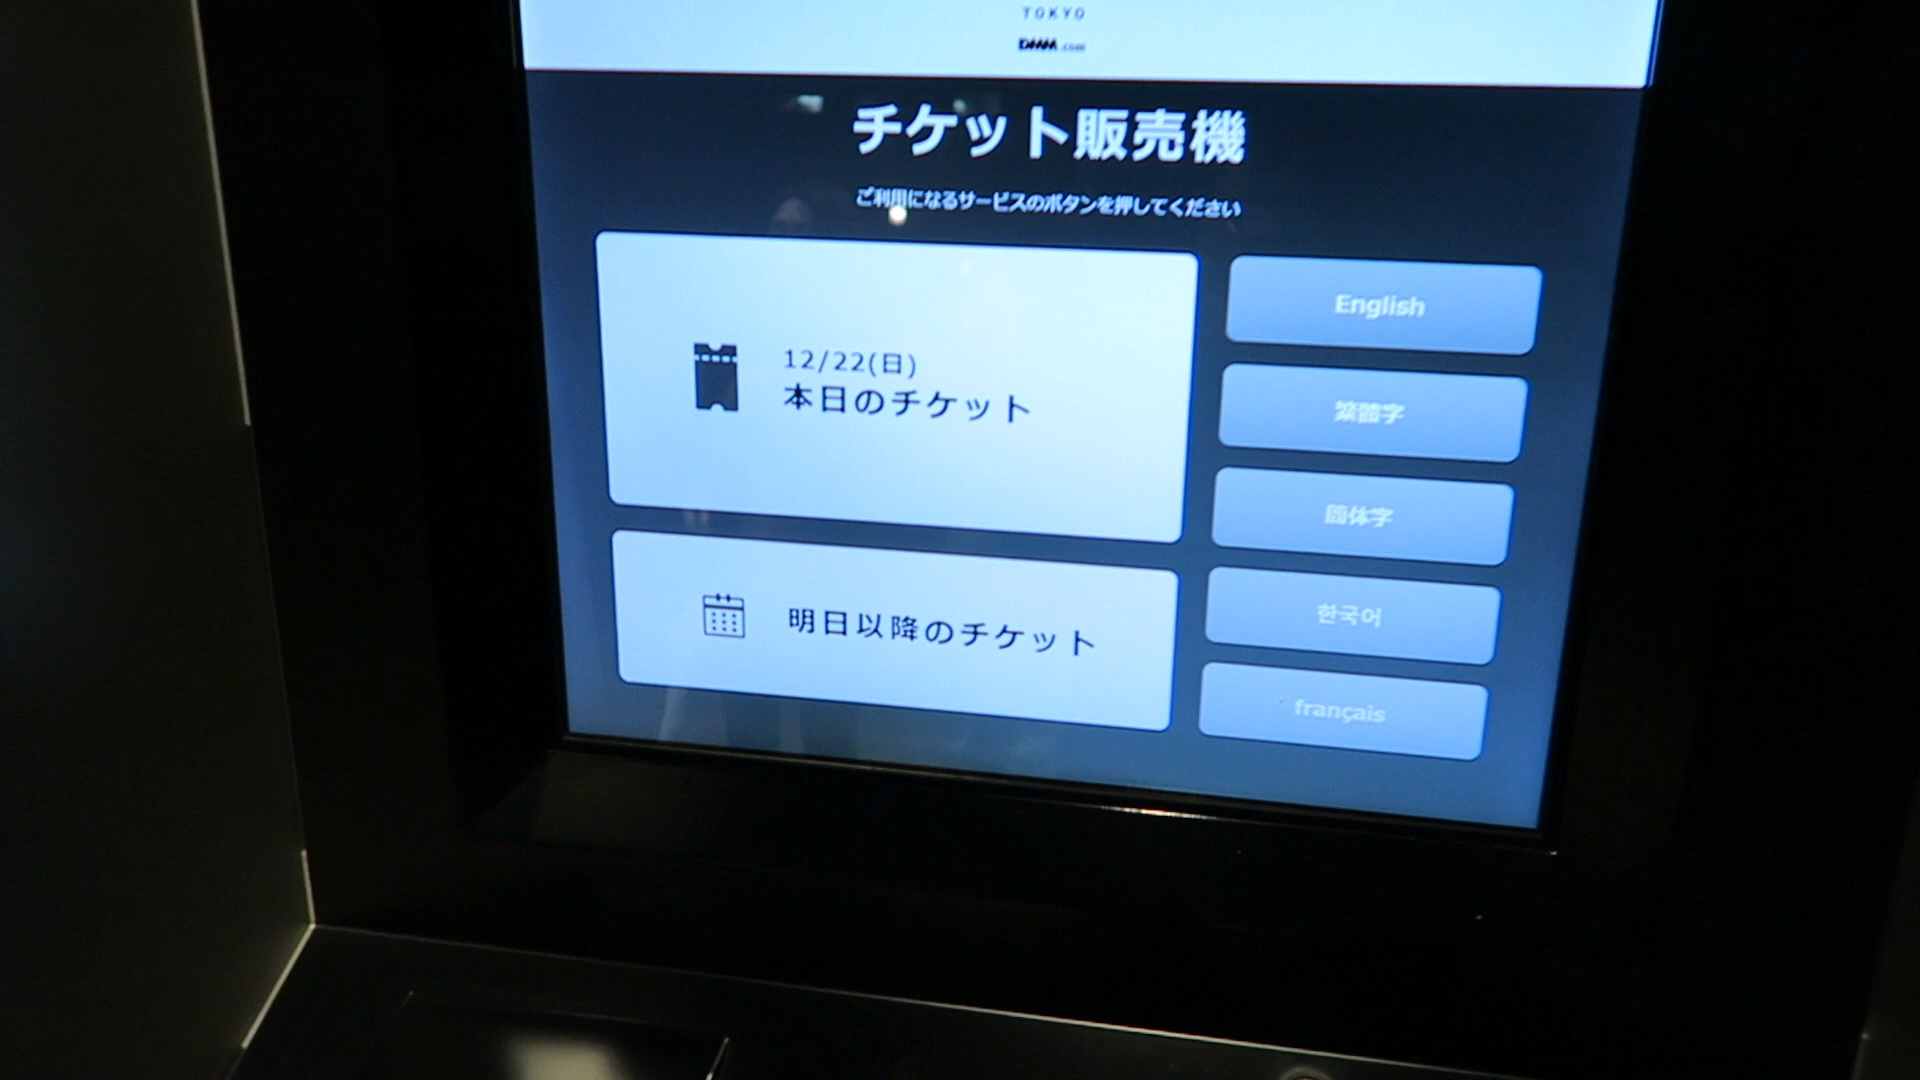 TOKYO
DMM.com
チケット販売機
ご利用になるサービスのボタンを押してください
12/22(日)
本日のチケット
明日以降のチケット
English
繁體字
简体字
한국어
français